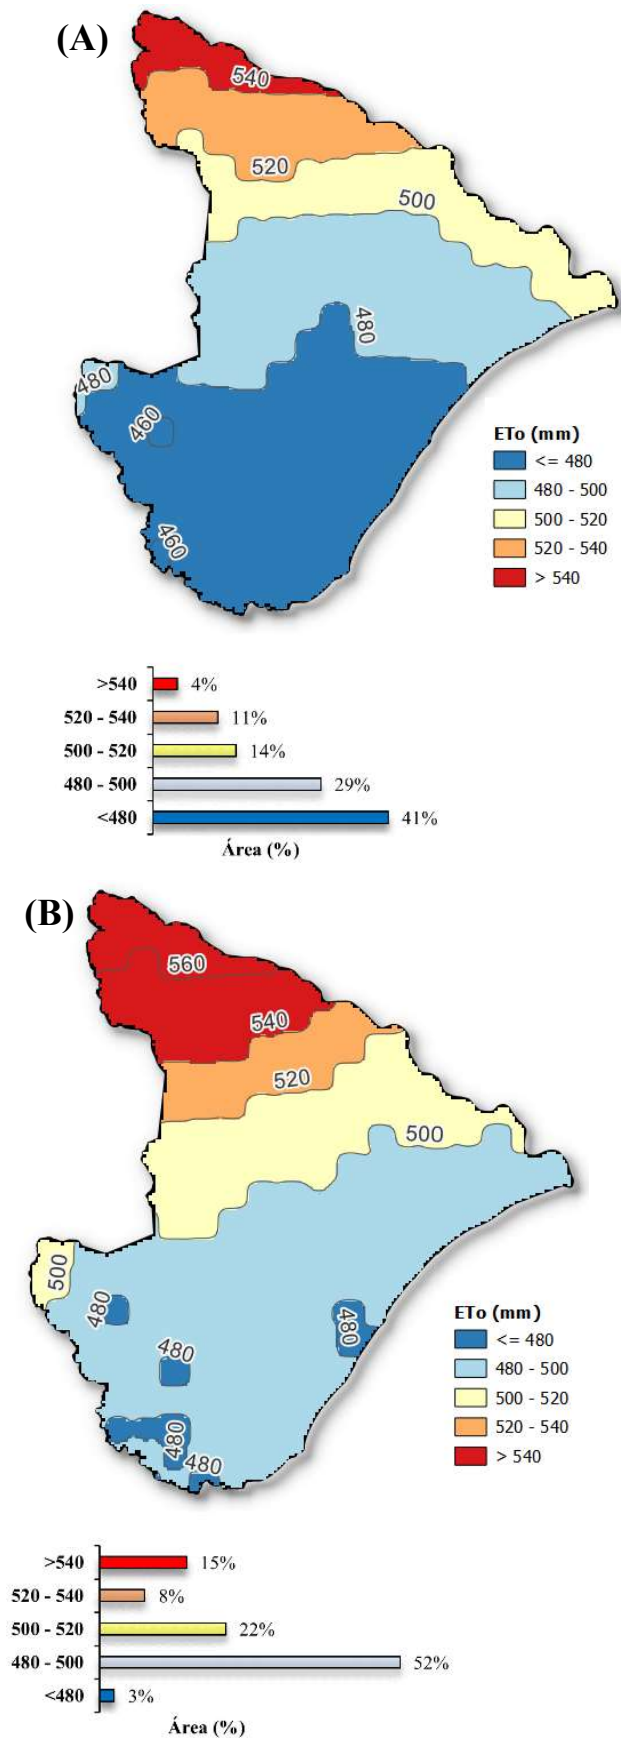 (A)
540
520
500
480
480
460
460
ETo (mm)
<= 480
480 - 500
500 - 520
520 - 540
> 540
>540 4%
520 - 540 11%
500 - 520 14%
480 - 500 29%
<480 41%
Área (%)
(B)
560
540
520
500
500
480
480
480
480
480
ETo (mm)
<= 480
480 - 500
500 - 520
520 - 540
> 540
>540 15%
520 - 540 8%
500 - 520 22%
480 - 500 52%
<480 3%
Área (%)